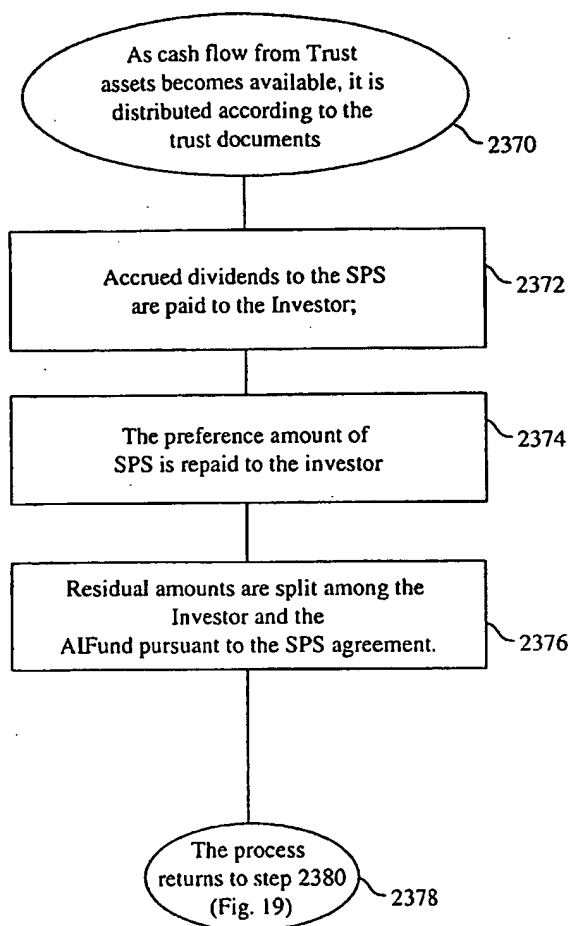 As cash flow from Trust
assets becomes available, it is
distributed according to the
trust documents
2370
Accrued dividends to the SPS
are paid to the Investor;
2372
The preference amount of
SPS is repaid to the investor
2374
Residual amounts are split among the
Investor and the
AIFund pursuant to the SPS agreement.
2376
The process
returns to step 2380
(Fig. 19)
2378